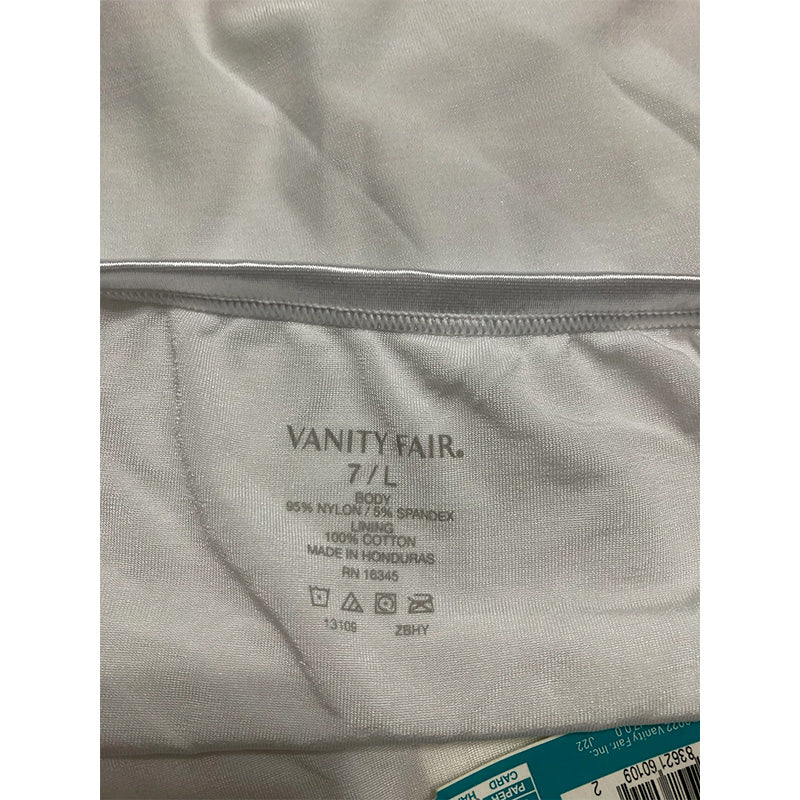 VANITY FAIR.
7/L
BODY
95% NYLON / 5% SPANDEX
LINING
100% COTTON
MADE IN HONDURAS
RN 16345
13109 ZBHY
2022 Vanity Fair, Inc.
J22
83621 60109 2
PAPER
CARD